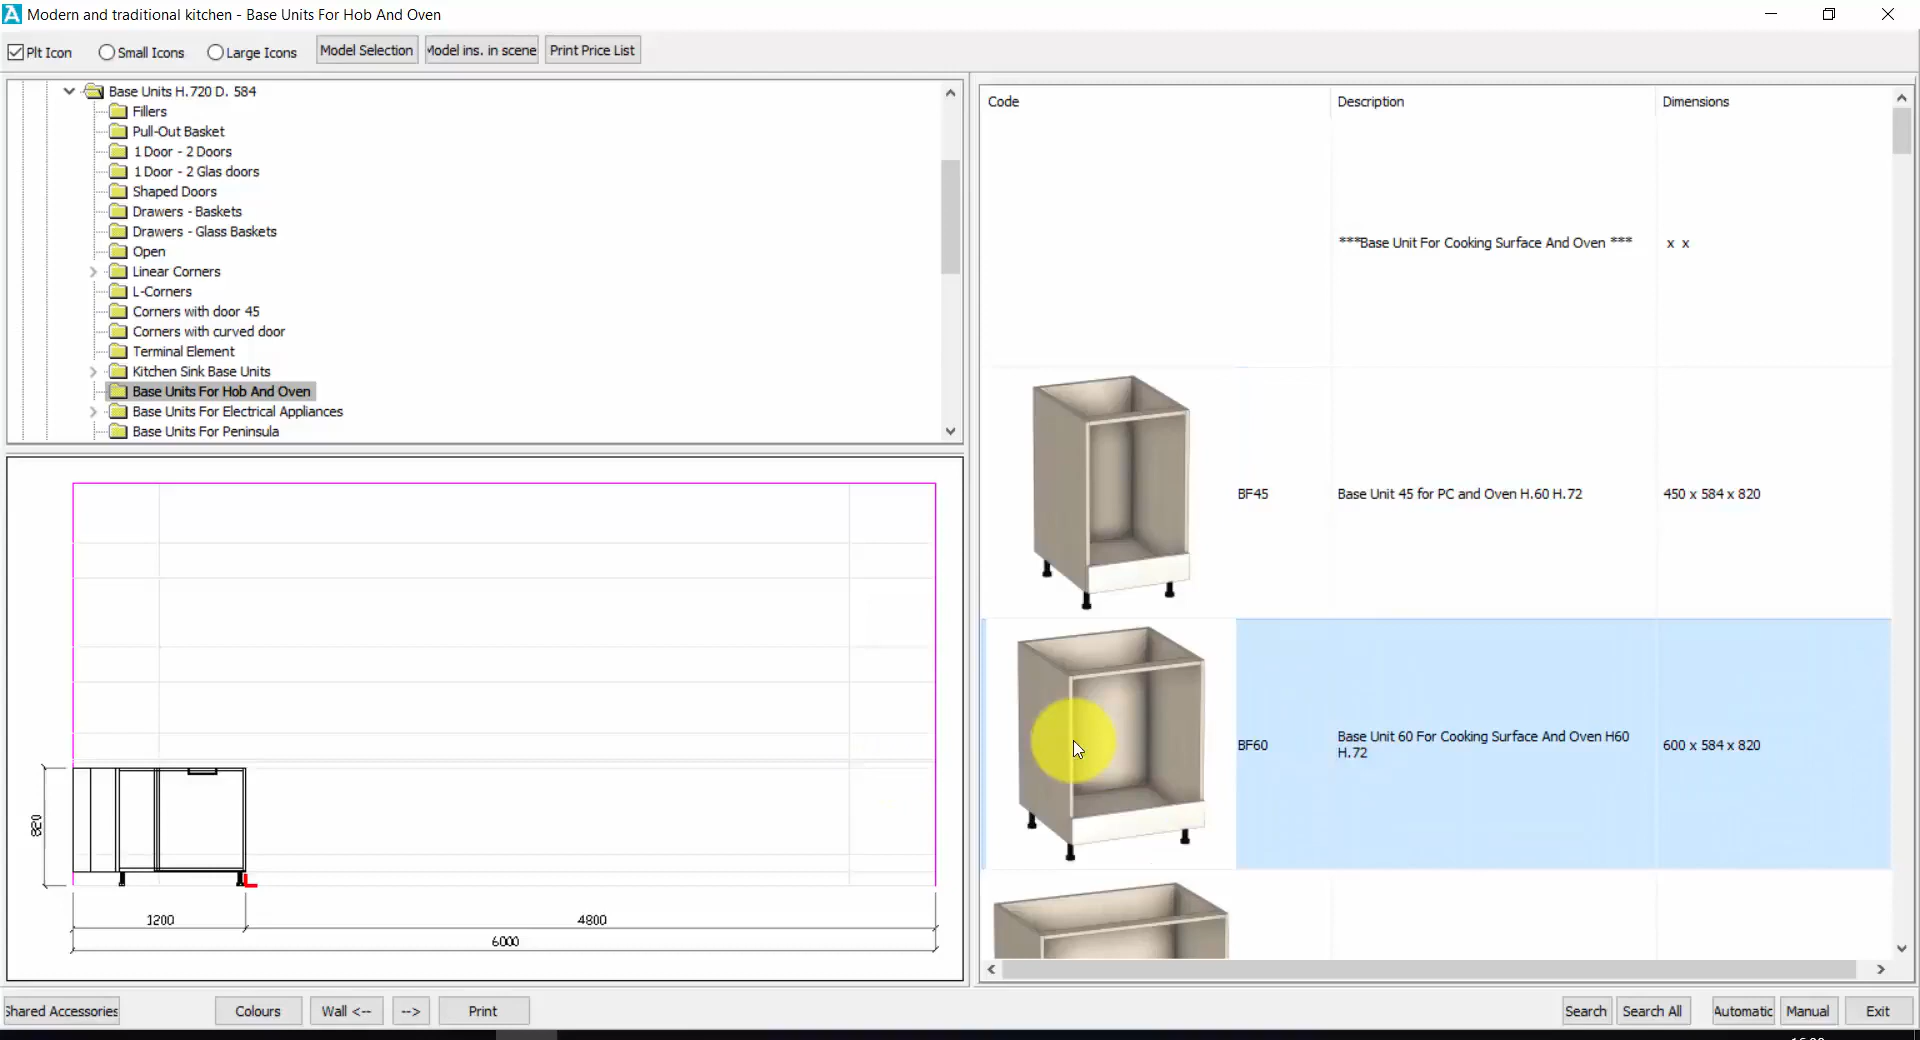 Modern and traditional kitchen - Base Units For Hob And Oven
Plt Icon
Small Icons
Large Icons
Model Selection
Model ins. in scene
Print Price List
Base Units H.720 D. 584
Fillers
Pull-Out Basket
1 Door - 2 Doors
1 Door - 2 Glas doors
Shaped Doors
Drawers - Baskets
Drawers - Glass Baskets
Open
Linear Corners
L-Corners
Corners with door 45
Corners with curved door
Terminal Element
Kitchen Sink Base Units
Base Units For Hob And Oven
Base Units For Electrical Appliances
Base Units For Peninsula
820
1200
4800
6000
Code
Description
Dimensions
***Base Unit For Cooking Surface And Oven ***
x x
BF45
Base Unit 45 for PC and Oven H.60 H.72
450 x 584 x 820
BF60
Base Unit 60 For Cooking Surface And Oven H60
H.72
600 x 584 x 820
Shared Accessories
Colours
Wall <--
-->
Print
Search
Search All
Automatic
Manual
Exit